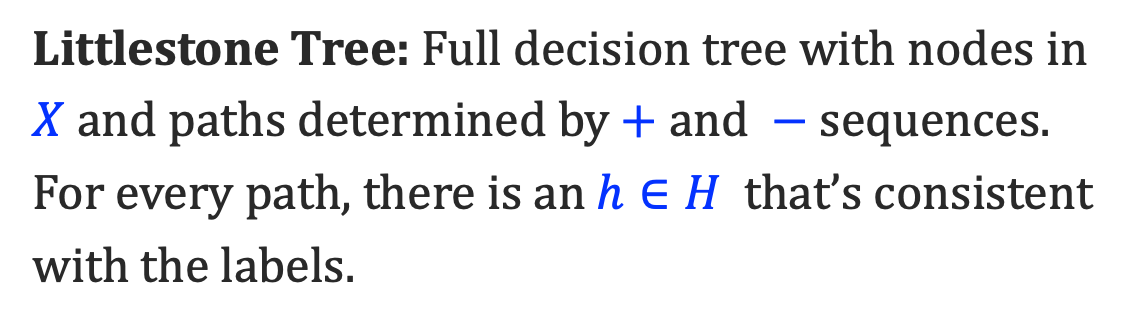 Littlestone Tree: Full decision tree with nodes in
X and paths determined by + and − sequences.
For every path, there is an h ∈ H that’s consistent
with the labels.